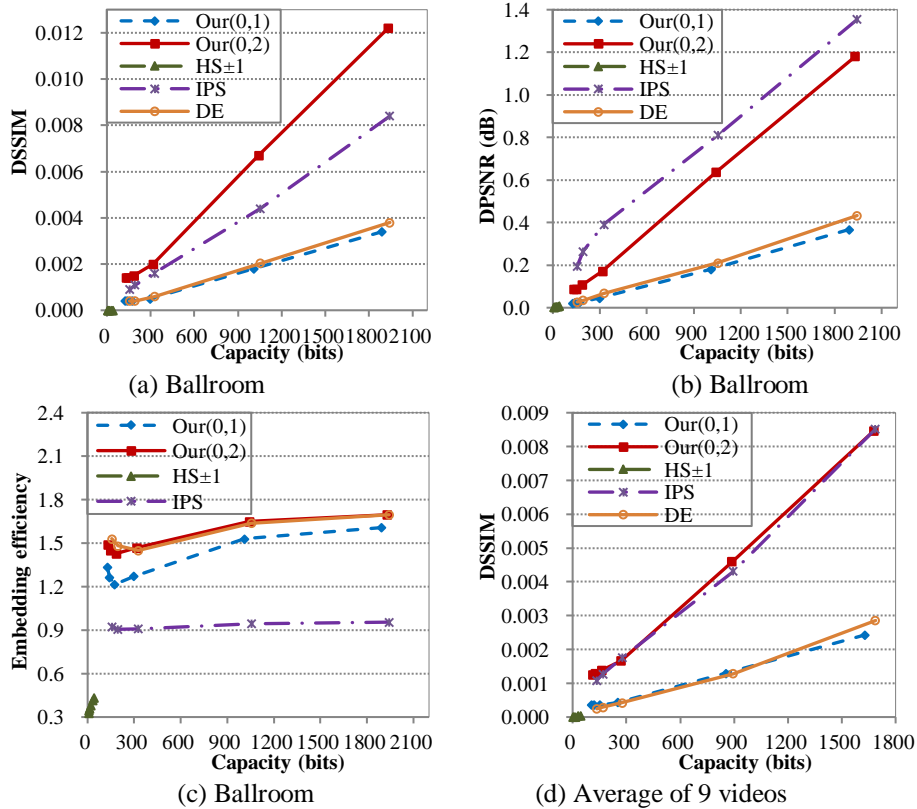 DSSIM
0.012
0.010
0.008
0.006
0.004
0.002
0.000
Our(0,1)
Our(0,2)
HS±1
IPS
DE
0 300 600 900 1200 1500 1800 2100
Capacity (bits)
(a) Ballroom
DPSNR (dB)
1.4
1.2
1.0
0.8
0.6
0.4
0.2
0.0
Our(0,1)
Our(0,2)
HS±1
IPS
DE
0 300 600 900 1200 1500 1800 2100
Capacity (bits)
(b) Ballroom
Embedding efficiency
2.4
2.1
1.8
1.5
1.2
0.9
0.6
0.3
Our(0,1)
Our(0,2)
HS±1
IPS
0 300 600 900 1200 1500 1800 2100
Capacity (bits)
(c) Ballroom
DSSIM
0.009
0.008
0.007
0.006
0.005
0.004
0.003
0.002
0.001
0.000
Our(0,1)
Our(0,2)
HS±1
IPS
DE
0 300 600 900 1200 1500 1800
Capacity (bits)
(d) Average of 9 videos